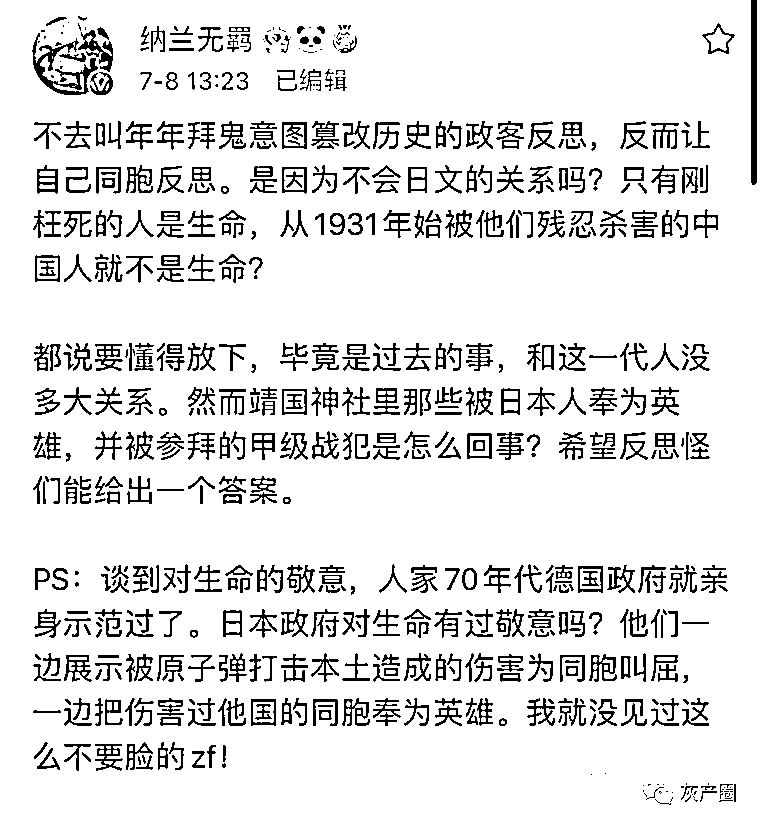 纳兰无羁
7-8 13:23 已编辑
不去叫年年拜鬼意图篡改历史的政客反思，反而让
自己同胞反思。是因为不会日文的关系吗？只有刚
枉死的人是生命，从1931年始被他们残忍杀害的中
国人就不是生命？
都说要懂得放下，毕竟是过去的事，和这一代人没
多大关系。然而靖国神社里那些被日本人奉为英
雄，并被参拜的甲级战犯是怎么回事？希望反思怪
们能给出一个答案。
PS：谈到对生命的敬意，人家70年代德国政府就亲
身示范过了。日本政府对生命有过敬意吗？他们一
边展示被原子弹打击本土造成的伤害为同胞叫屈，
一边把伤害过他国的同胞奉为英雄。我就没见过这
么不要脸的zf！
灰产圈